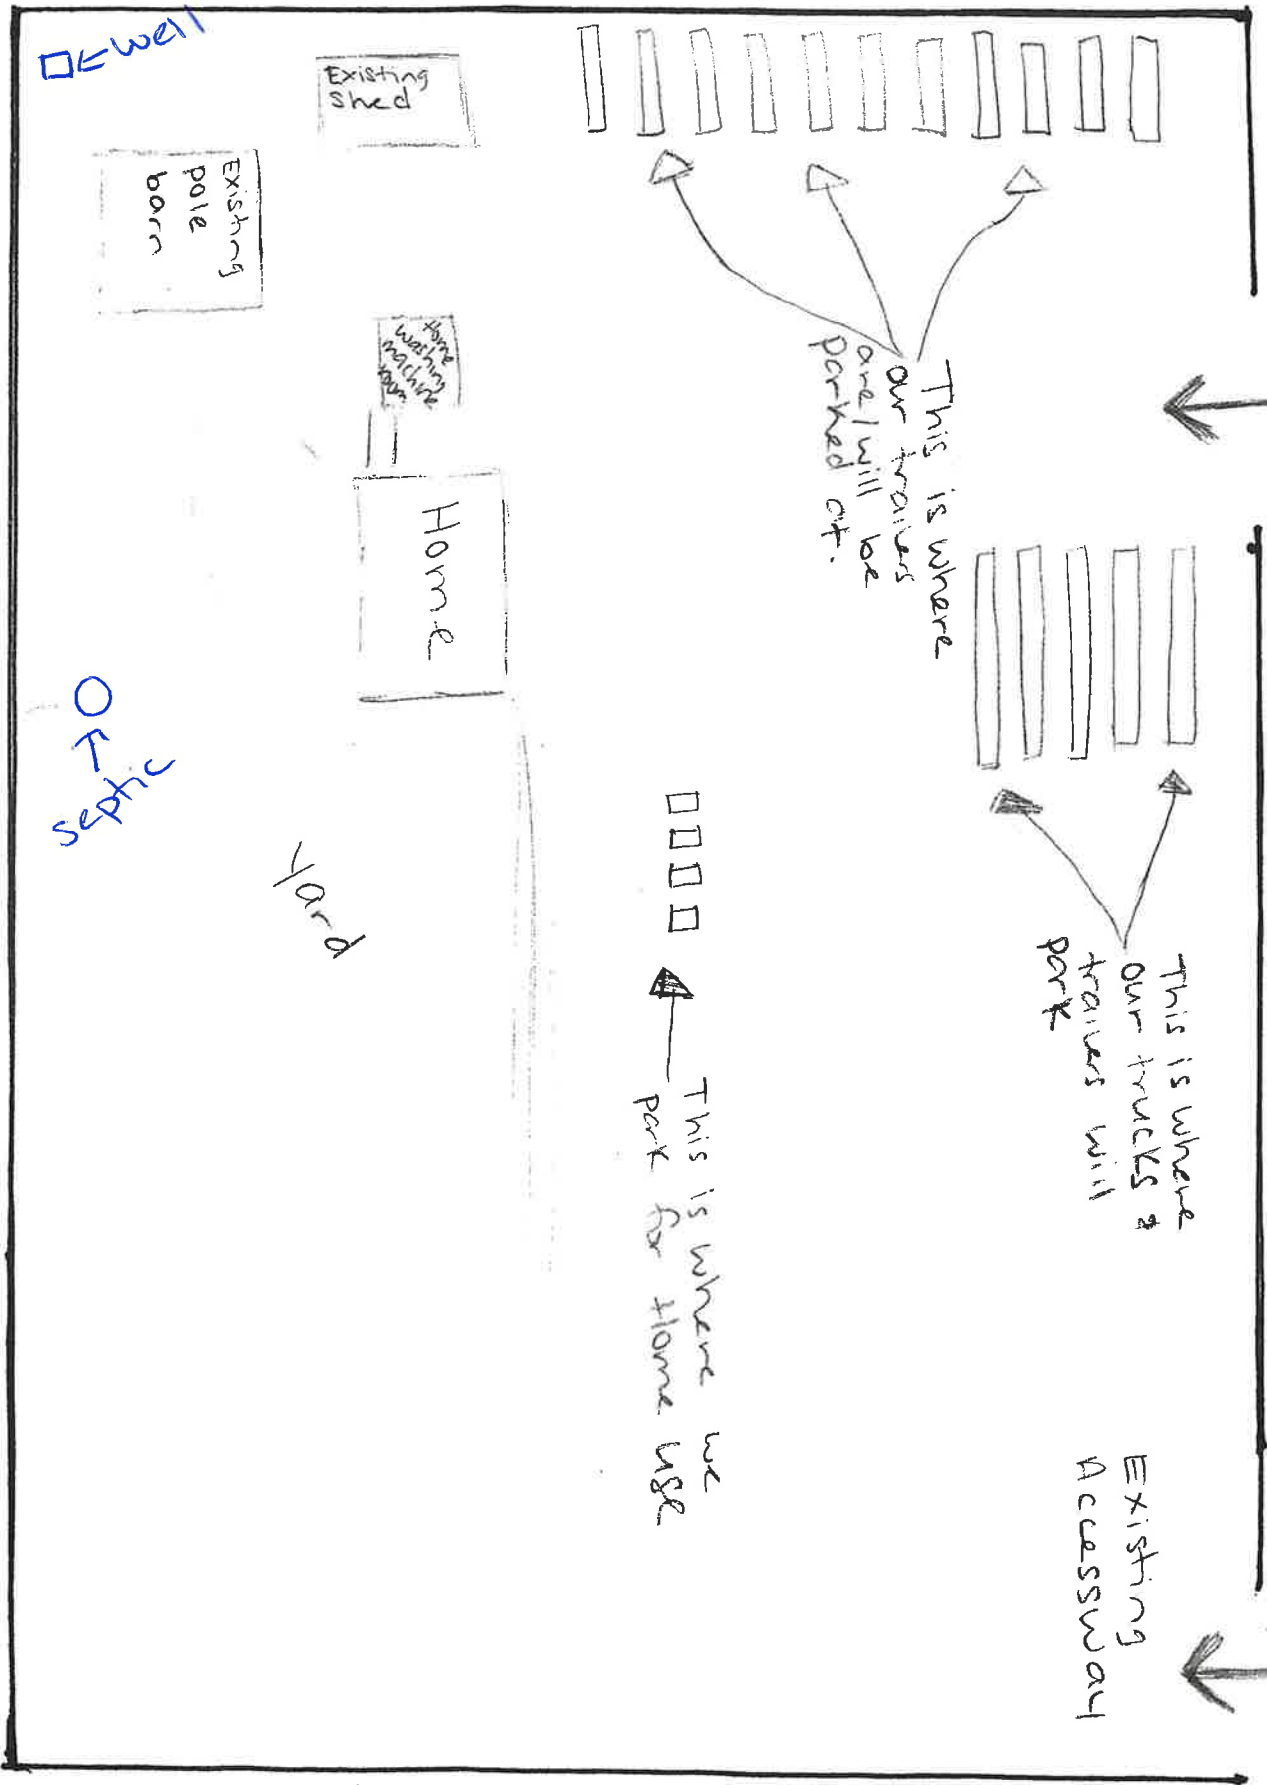 well
Existing
Shed
Existing
pole
barn
Home
washing
machine
room
Home
This is where
our trailers
are/will be
parked at.
This is where
our trucks &
trailers will
park
This is where we
park for Home use
septic
Yard
Existing
Accessway